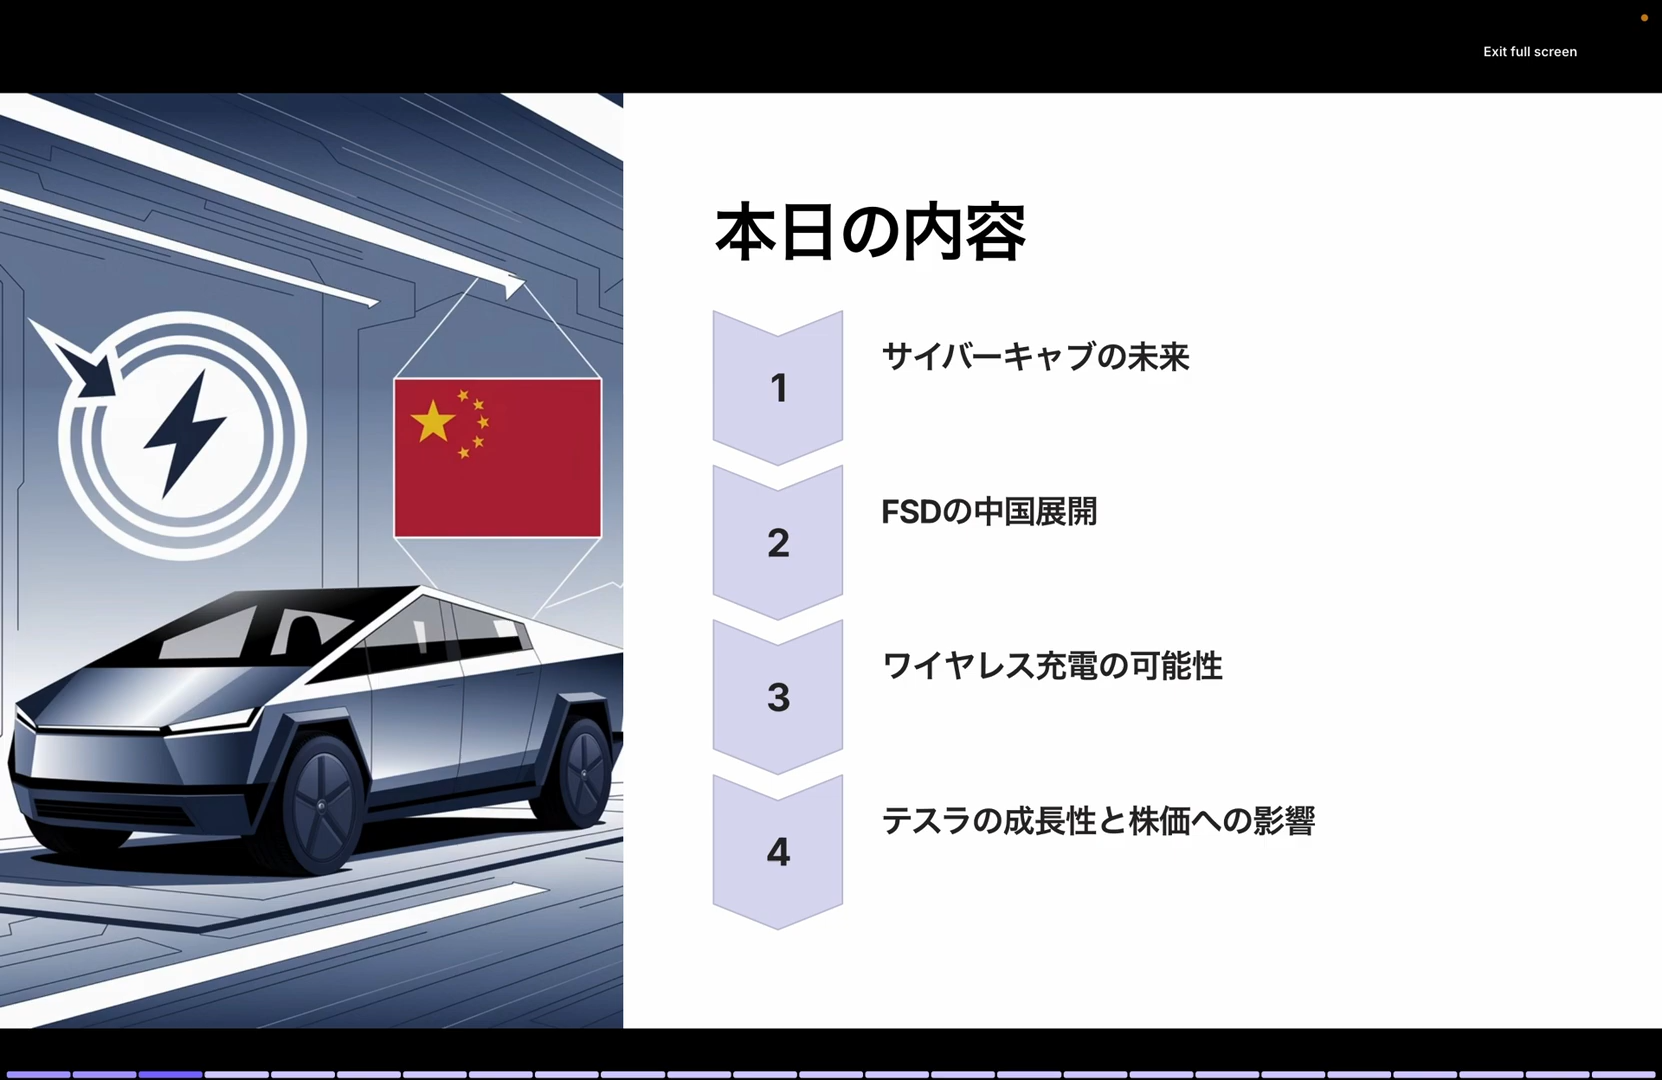 Exit full screen
本日の内容
1
サイバーキャブの未来
2
FSDの中国展開
3
ワイヤレス充電の可能性
4
テスラの成長性と株価への影響